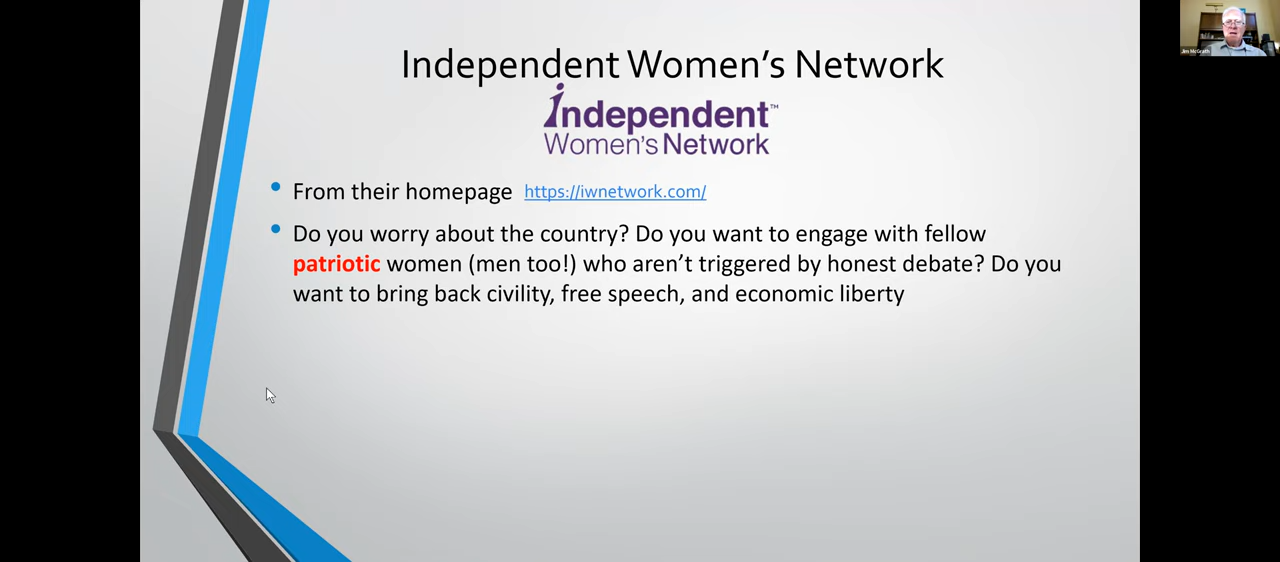 Independent Women’s Network
independent™
Women's Network
From their homepage https://iwnetwork.com/
Do you worry about the country? Do you want to engage with fellow
patriotic women (men too!) who aren’t triggered by honest debate? Do you
want to bring back civility, free speech, and economic liberty
Jim McGrath